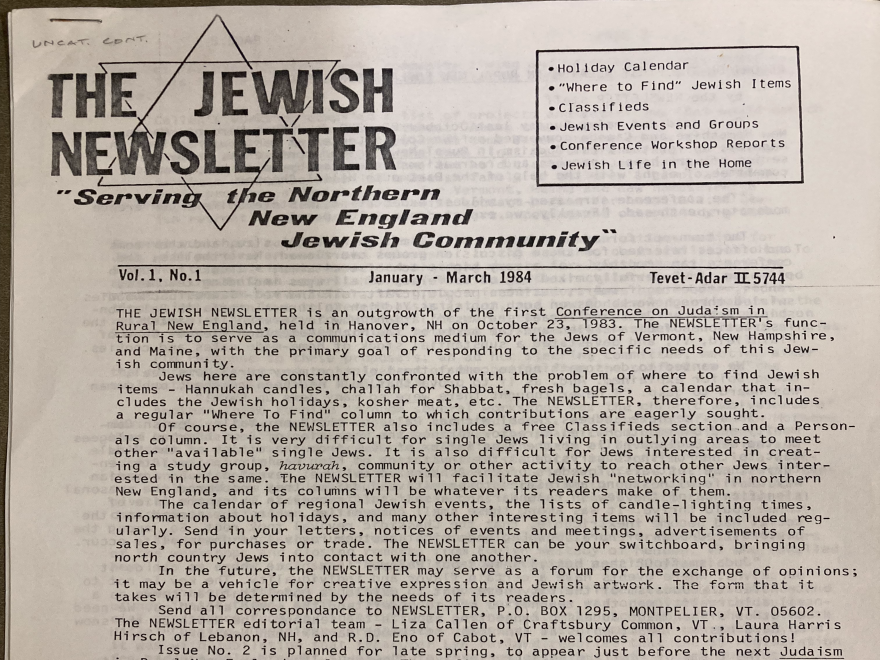 UNCAT. CONT.
THE JEWISH
NEWSLETTER
"Serving the Northern
New England
Jewish Community"
• Holiday Calendar
• "Where to Find" Jewish Items
• Classifieds
• Jewish Events and Groups
• Conference Workshop Reports
• Jewish Life in the Home
Vol. 1, No. 1 January - March 1984 Tevet-Adar II 5744
THE JEWISH NEWSLETTER is an outgrowth of the first Conference on Judaism in
Rural New England, held in Hanover, NH on October 23, 1983. The NEWSLETTER's func-
tion is to serve as a communications medium for the Jews of Vermont, New Hampshire,
and Maine, with the primary goal of responding to the specific needs of this Jew-
ish community.
Jews here are constantly confronted with the problem of where to find Jewish
items - Hannukah candles, challah for Shabbat, fresh bagels, a calendar that in-
cludes the Jewish holidays, kosher meat, etc. The NEWSLETTER, therefore, includes
a regular "Where To Find" column to which contributions are eagerly sought.
Of course, the NEWSLETTER also includes a free Classifieds section and a Person-
als column. It is very difficult for single Jews living in outlying areas to meet
other "available" single Jews. It is also difficult for Jews interested in creat-
ing a study group, havurah, community or other activity to reach other Jews inter-
ested in the same. The NEWSLETTER will facilitate Jewish "networking" in northern
New England, and its columns will be whatever its readers make of them.
The calendar of regional Jewish events, the lists of candle-lighting times,
information about holidays, and many other interesting items will be included reg-
ularly. Send in your letters, notices of events and meetings, advertisements of
sales, for purchases or trade. The NEWSLETTER can be your switchboard, bringing
north country Jews into contact with one another.
In the future, the NEWSLETTER may serve as a forum for the exchange of opinions;
it may be a vehicle for creative expression and Jewish artwork. The form that it
takes will be determined by the needs of its readers.
Send all correspondance to NEWSLETTER, P.O. BOX 1295, MONTPELIER, VT. 05602.
The NEWSLETTER editorial team - Liza Callen of Craftsbury Common, VT., Laura Harris
Hirsch of Lebanon, NH, and R.D. Eno of Cabot, VT - welcomes all contributions!
Issue No. 2 is planned for late spring, to appear just before the next Judaism